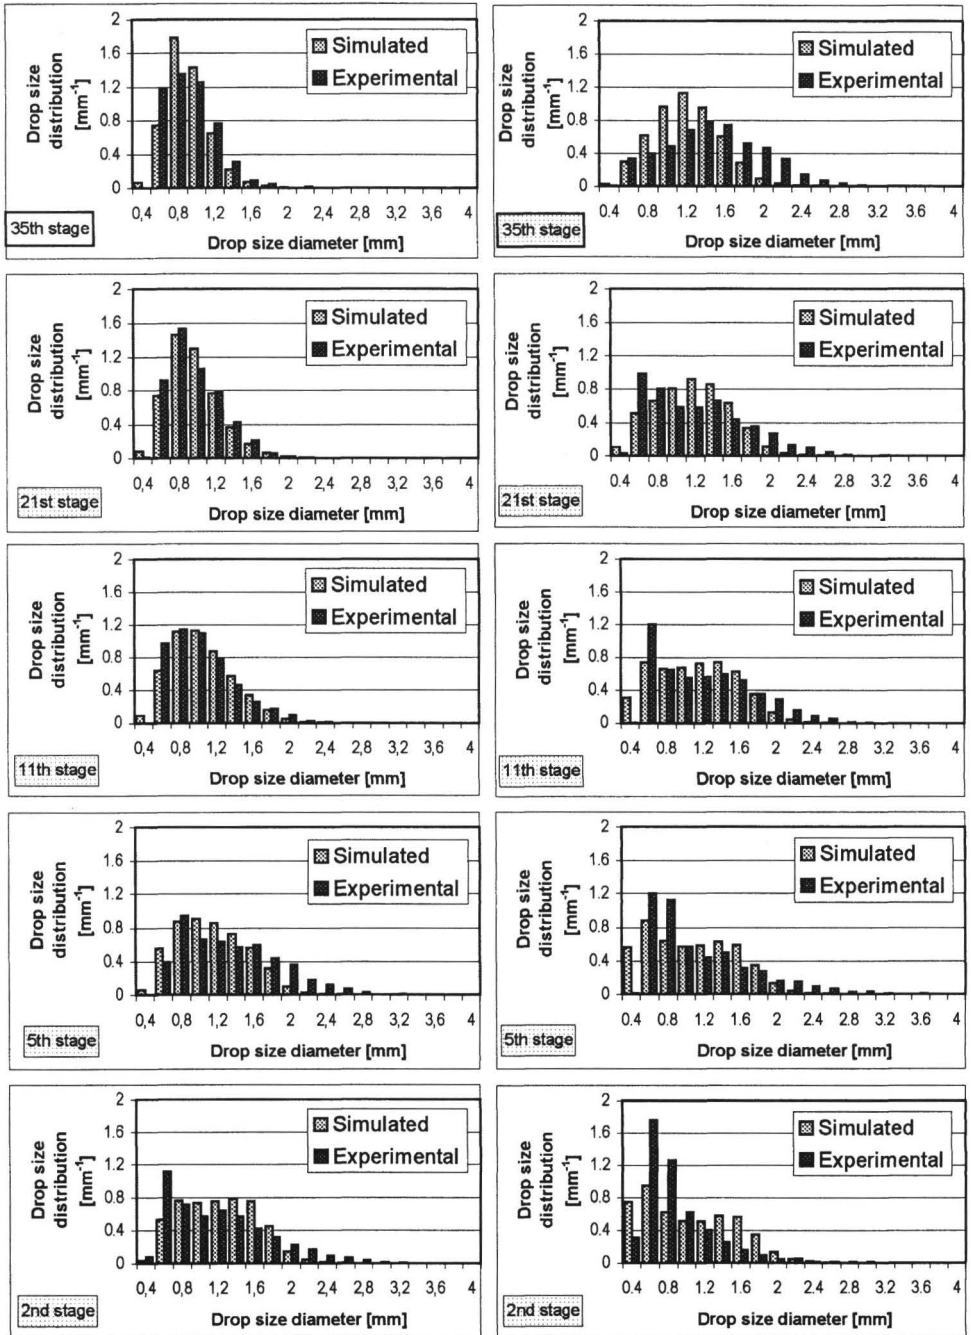 Drop size
distribution
[mm⁻¹]
2
1.6
1.2
0.8
0.4
0
Simulated
Experimental
0,4 0,8 1,2 1,6 2 2,4 2,8 3,2 3,6 4
35th stage
Drop size diameter [mm]
Drop size
distribution
[mm⁻¹]
2
1.6
1.2
0.8
0.4
0
Simulated
Experimental
0,4 0,8 1,2 1,6 2 2,4 2,8 3,2 3,6 4
35th stage
Drop size diameter [mm]
Drop size
distribution
[mm⁻¹]
2
1.6
1.2
0.8
0.4
0
Simulated
Experimental
0,4 0,8 1,2 1,6 2 2,4 2,8 3,2 3,6 4
21st stage
Drop size diameter [mm]
Drop size
distribution
[mm⁻¹]
2
1.6
1.2
0.8
0.4
0
Simulated
Experimental
0.4 0.8 1.2 1.6 2 2.4 2.8 3.2 3.6 4
21st stage
Drop size diameter [mm]
Drop size
distribution
[mm⁻¹]
2
1.6
1.2
0.8
0.4
0
Simulated
Experimental
0,4 0,8 1,2 1,6 2 2,4 2,8 3,2 3,6 4
11th stage
Drop size diameter [mm]
Drop size
distribution
[mm⁻¹]
2
1.6
1.2
0.8
0.4
0
Simulated
Experimental
0.4 0.8 1.2 1.6 2 2.4 2.8 3.2 3.6 4
11th stage
Drop size diameter [mm]
Drop size
distribution
[mm⁻¹]
2
1.6
1.2
0.8
0.4
0
Simulated
Experimental
0,4 0,8 1,2 1,6 2 2,4 2,8 3,2 3,6 4
5th stage
Drop size diameter [mm]
Drop size
distribution
[mm⁻¹]
2
1.6
1.2
0.8
0.4
0
Simulated
Experimental
0.4 0.8 1.2 1.6 2 2.4 2.8 3.2 3.6 4
5th stage
Drop size diameter [mm]
Drop size
distribution
[mm⁻¹]
2
1.6
1.2
0.8
0.4
0
Simulated
Experimental
0,4 0,8 1,2 1,6 2 2,4 2,8 3,2 3,6 4
2nd stage
Drop size diameter [mm]
Drop size
distribution
[mm⁻¹]
2
1.6
1.2
0.8
0.4
0
Simulated
Experimental
0.4 0.8 1.2 1.6 2 2.4 2.8 3.2 3.6 4
2nd stage
Drop size diameter [mm]